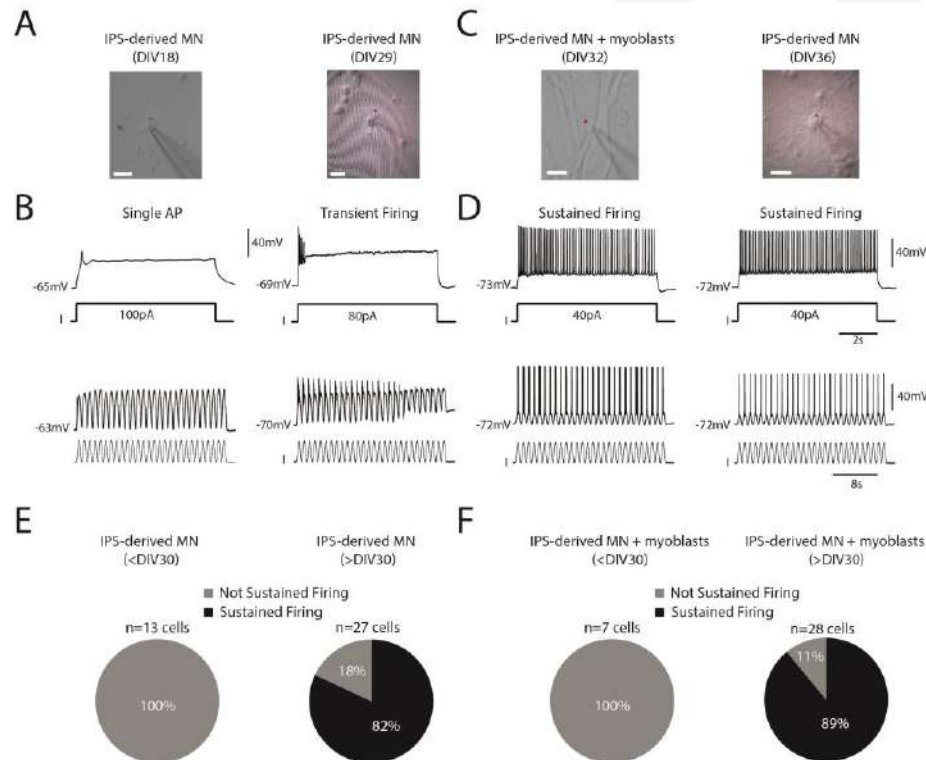 A
IPS-derived MN
(DIV18)
IPS-derived MN
(DIV29)
C
IPS-derived MN + myoblasts
(DIV32)
IPS-derived MN
(DIV36)
B
Single AP
Transient Firing
40mV
-65mV
-69mV
I
100pA
I
80pA
-63mV
-70mV
I
I
D
Sustained Firing
Sustained Firing
40mV
-73mV
-72mV
I
40pA
I
40pA
2s
-72mV
-72mV
40mV
I
I
8s
E
IPS-derived MN
(<DIV30)
IPS-derived MN
(>DIV30)
Not Sustained Firing
Sustained Firing
n=13 cells
n=27 cells
100%
18%
82%
F
IPS-derived MN + myoblasts
(<DIV30)
IPS-derived MN + myoblasts
(>DIV30)
Not Sustained Firing
Sustained Firing
n=7 cells
n=28 cells
100%
11%
89%